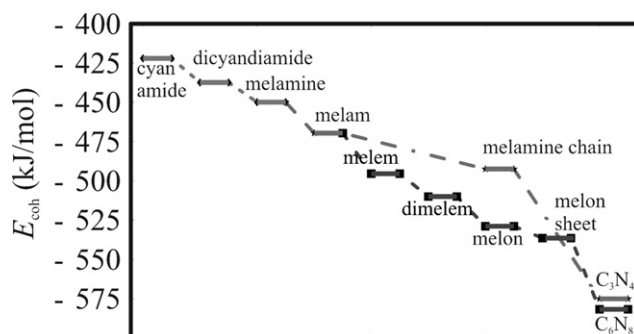 - 400
- 425
- 450
- 475
- 500
- 525
- 550
- 575
E_coh (kJ/mol)
cyan
amide
dicyandiamide
melamine
melam
melem
dimelem
melon
melamine chain
melon
sheet
C₃N₄
C₆N₈